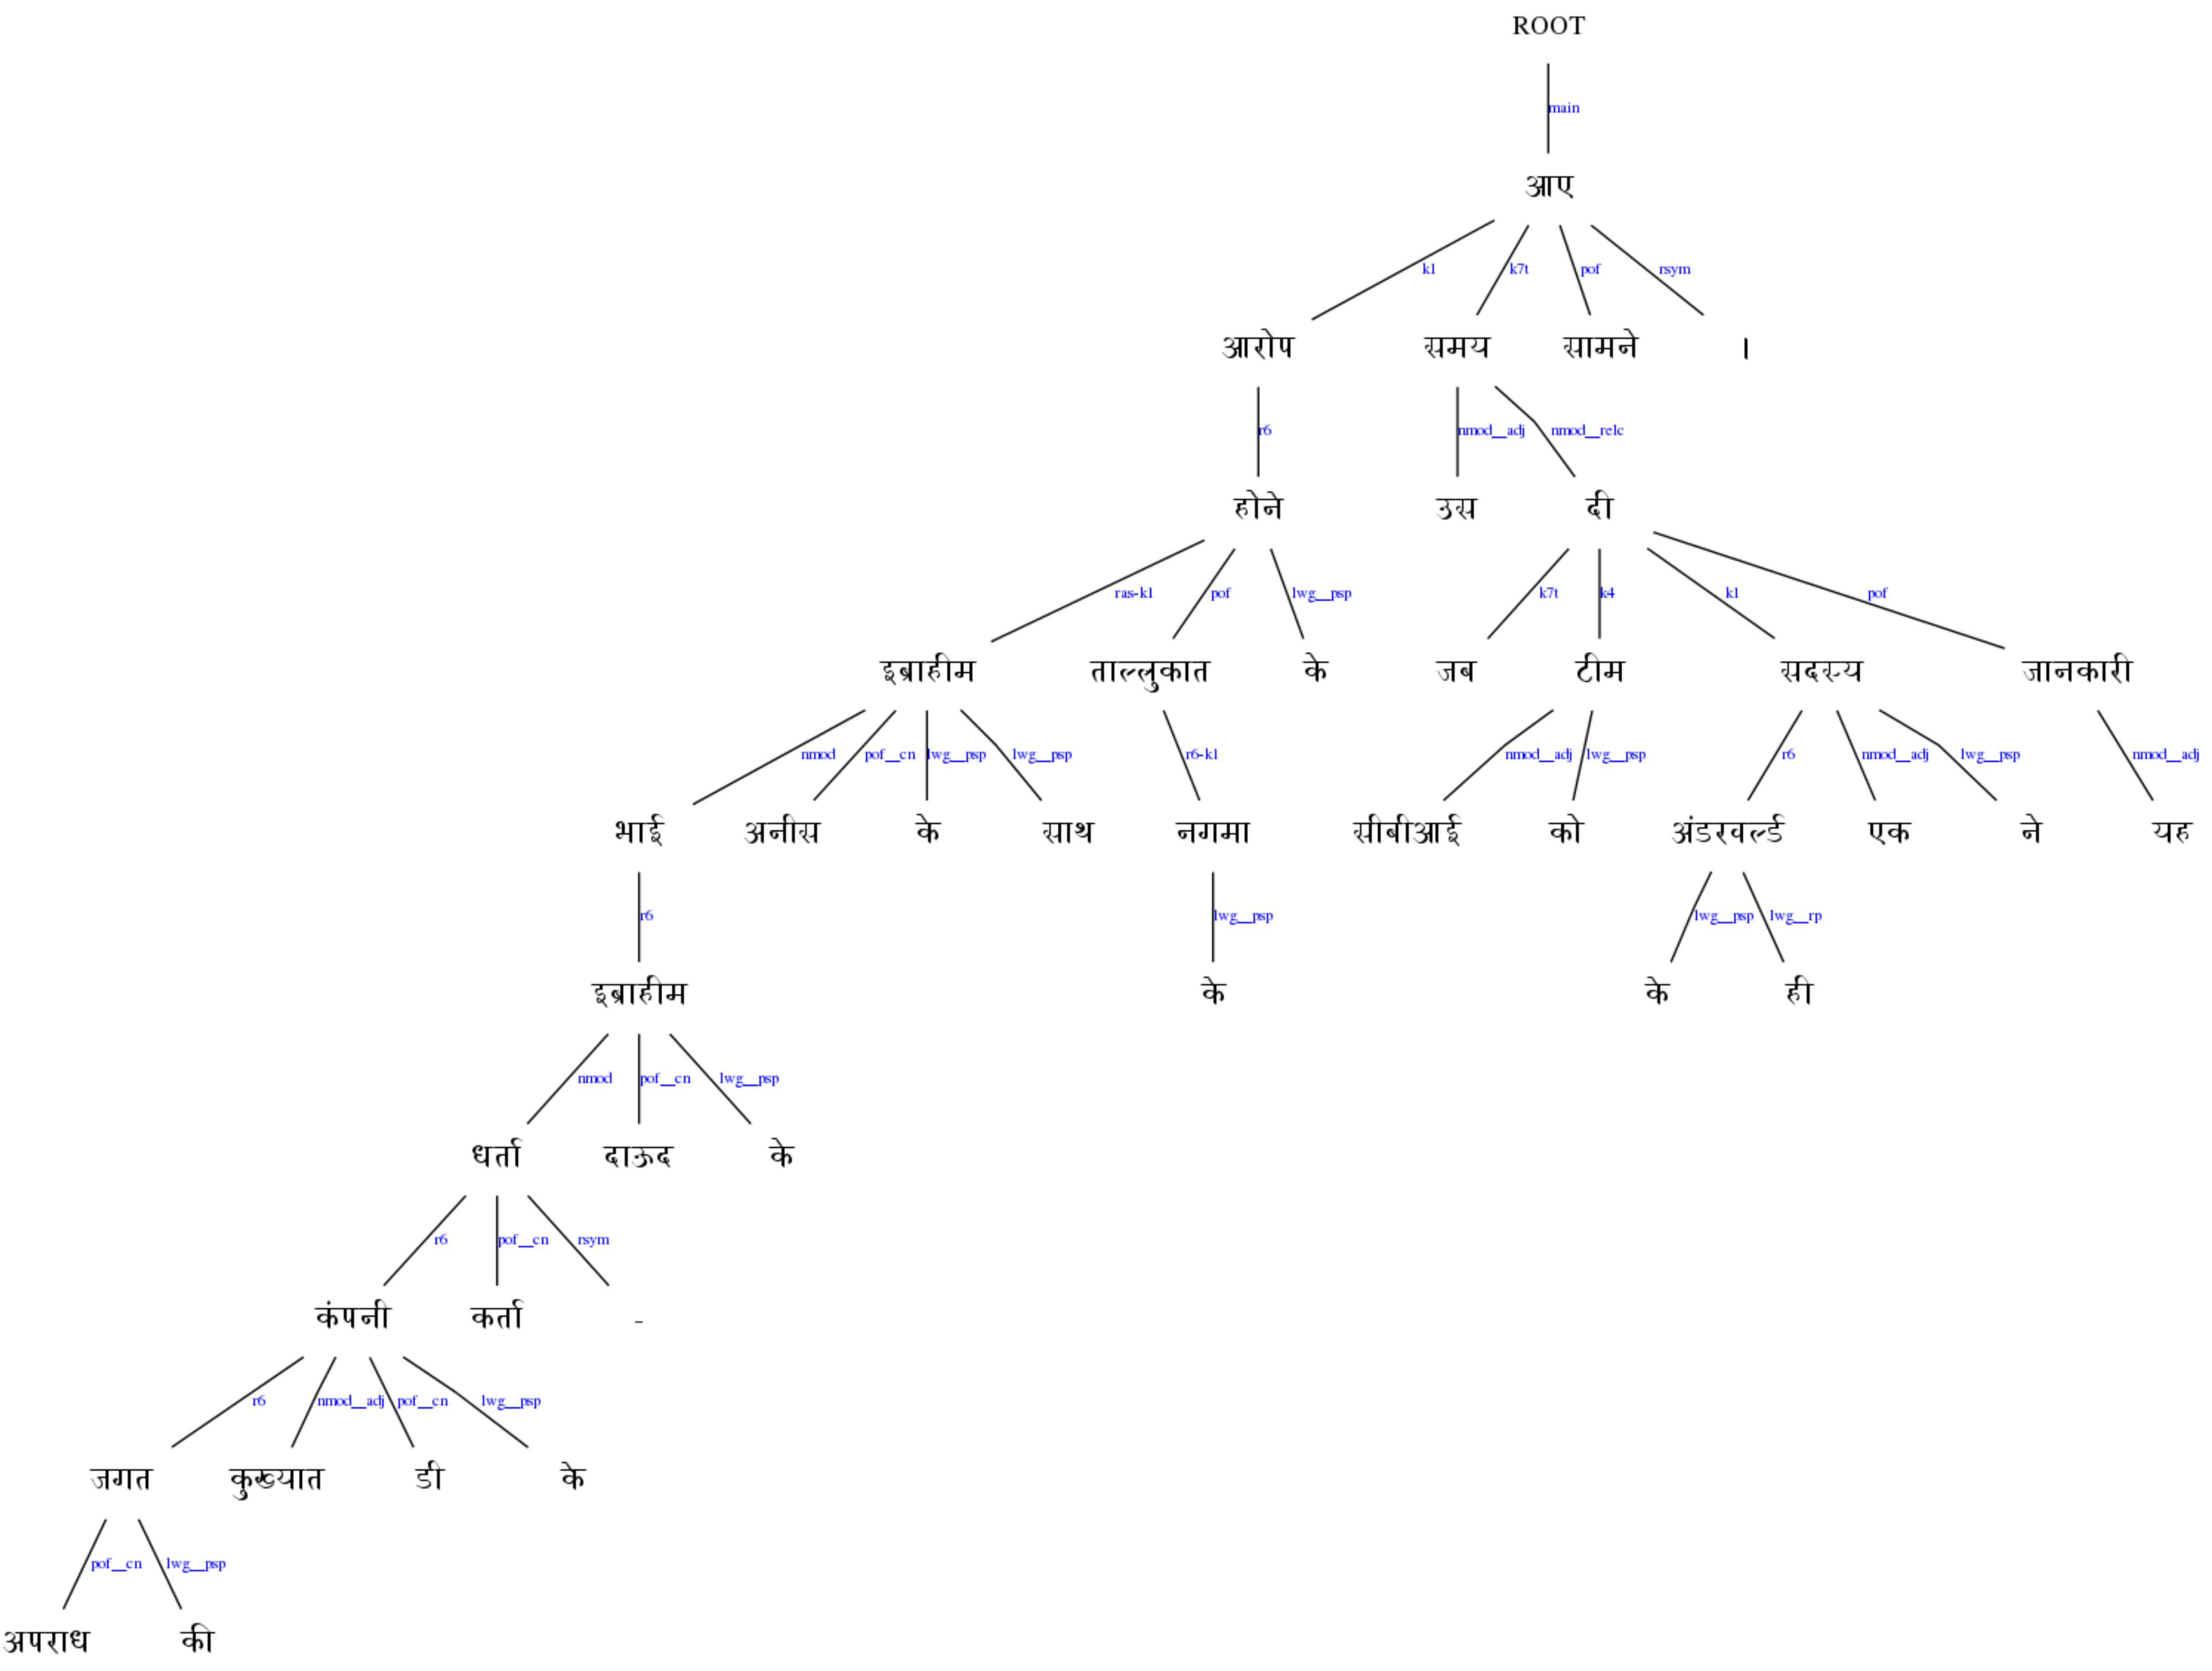 ROOT
main
आए
k1 k7t pof rsym
आरोप समय सामने ।
r6 nmod__adj nmod__relc
होने उस दी
ras-k1 pof lwg__psp k7t k4 k1 pof
इब्राहीम ताल्लुकात के जब टीम सदस्य जानकारी
nmod pof__cn lwg__psp lwg__psp r6-k1 nmod__adj lwg__psp r6 nmod__adj lwg__psp nmod__adj
भाई अनीस के साथ नगमा सीबीआई को अंडरवर्ल्ड एक ने यह
r6 lwg__psp lwg__psp lwg__rp
इब्राहीम के के ही
nmod pof__cn lwg__psp
धर्ता दाऊद के
r6 pof__cn rsym
कंपनी कर्ता -
r6 nmod__adj pof__cn lwg__psp
जगत कुख्यात डी के
pof__cn lwg__psp
अपराध की